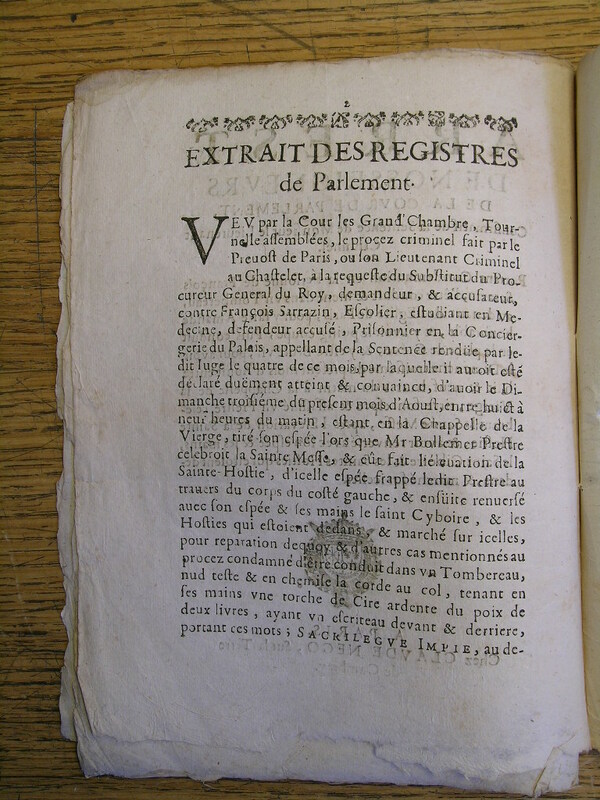 2
EXTRAIT DES REGISTRES
de Parlement.
VEV par la Cour les Grand'Chambre, Tour-
nelle assemblées, le procez criminel fait par le
Preuost de Paris, ou son Lieutenant Criminel
au Chastelet, à la requeste du Substitut du Pro-
cureur General du Roy, demandeur, & accusateur,
contre François Sarrazin, Escolier, estudiant en Me-
decine, defendeur accusé, Prisonnier en la Concier-
gerie du Palais, appellant de la Sentence rendüe par le-
dit Iuge le quatre de ce mois, par laquelle il auroit esté
declaré duëment atteint & conuaincu, d'auoir le Di-
manche troisiéme du present mois d'Aoust, entre huit à
neuf heures du matin, estant en la Chappelle de la
Vierge, tiré son espée l'ors que Mr Bollemer Prestre
celebroit la Sainte Messe, & eût fait l'éleuation de la
Sainte-Hostie, d'icelle espée frappé ledit Prestre au
trauers du corps du costé gauche, & ensüite renuersé
auec son espée & ses mains le saint Cyboire, & les
Hosties qui estoient dedans, & marché sur icelles,
pour reparation dequoy & d'autres cas mentionnés au
procez condamné d'être conduit dans vn Tombereau,
nud teste & en chemise la corde au col, tenant en
ses mains vne torche de Cire ardente du poix de
deux livres, ayant vn escriteau devant & derriere,
portant ces mots; SACRILEGVE IMPIE, au de-